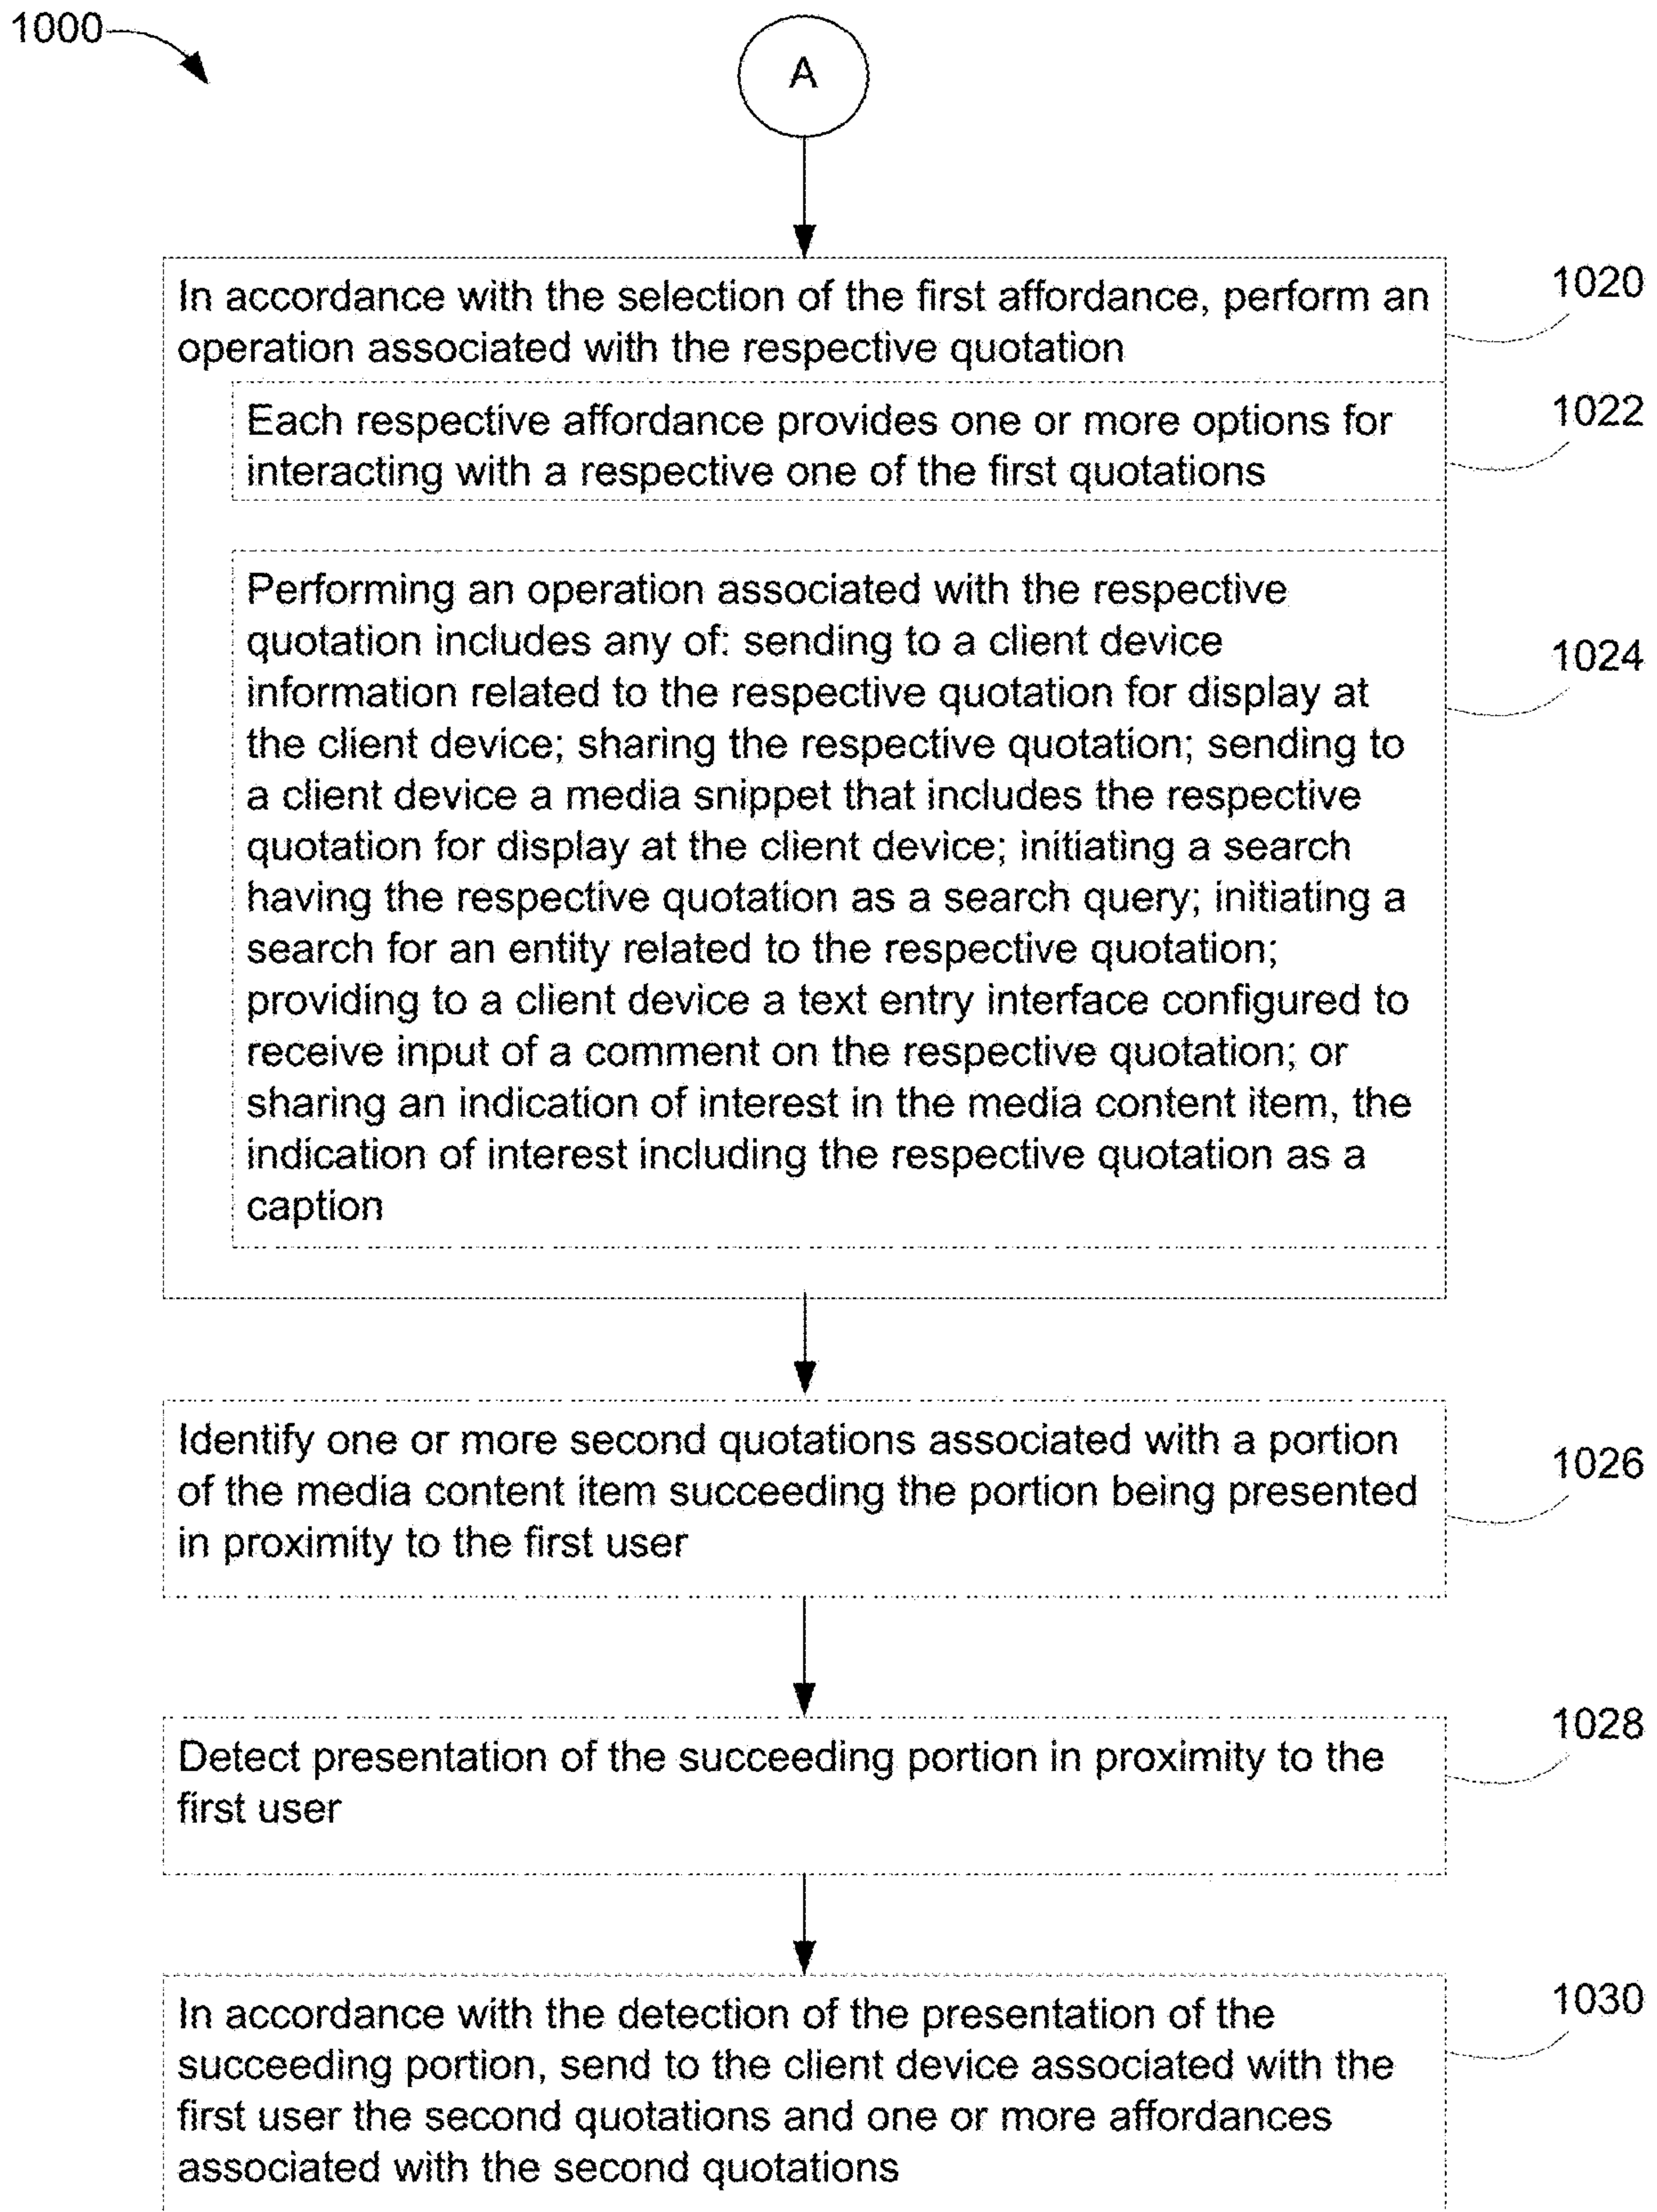 1000
A
In accordance with the selection of the first affordance, perform an
operation associated with the respective quotation
1020
Each respective affordance provides one or more options for
interacting with a respective one of the first quotations
1022
Performing an operation associated with the respective
quotation includes any of: sending to a client device
information related to the respective quotation for display at
the client device; sharing the respective quotation; sending to
a client device a media snippet that includes the respective
quotation for display at the client device; initiating a search
having the respective quotation as a search query; initiating a
search for an entity related to the respective quotation;
providing to a client device a text entry interface configured to
receive input of a comment on the respective quotation; or
sharing an indication of interest in the media content item, the
indication of interest including the respective quotation as a
caption
1024
Identify one or more second quotations associated with a portion
of the media content item succeeding the portion being presented
in proximity to the first user
1026
Detect presentation of the succeeding portion in proximity to the
first user
1028
In accordance with the detection of the presentation of the
succeeding portion, send to the client device associated with the
first user the second quotations and one or more affordances
associated with the second quotations
1030